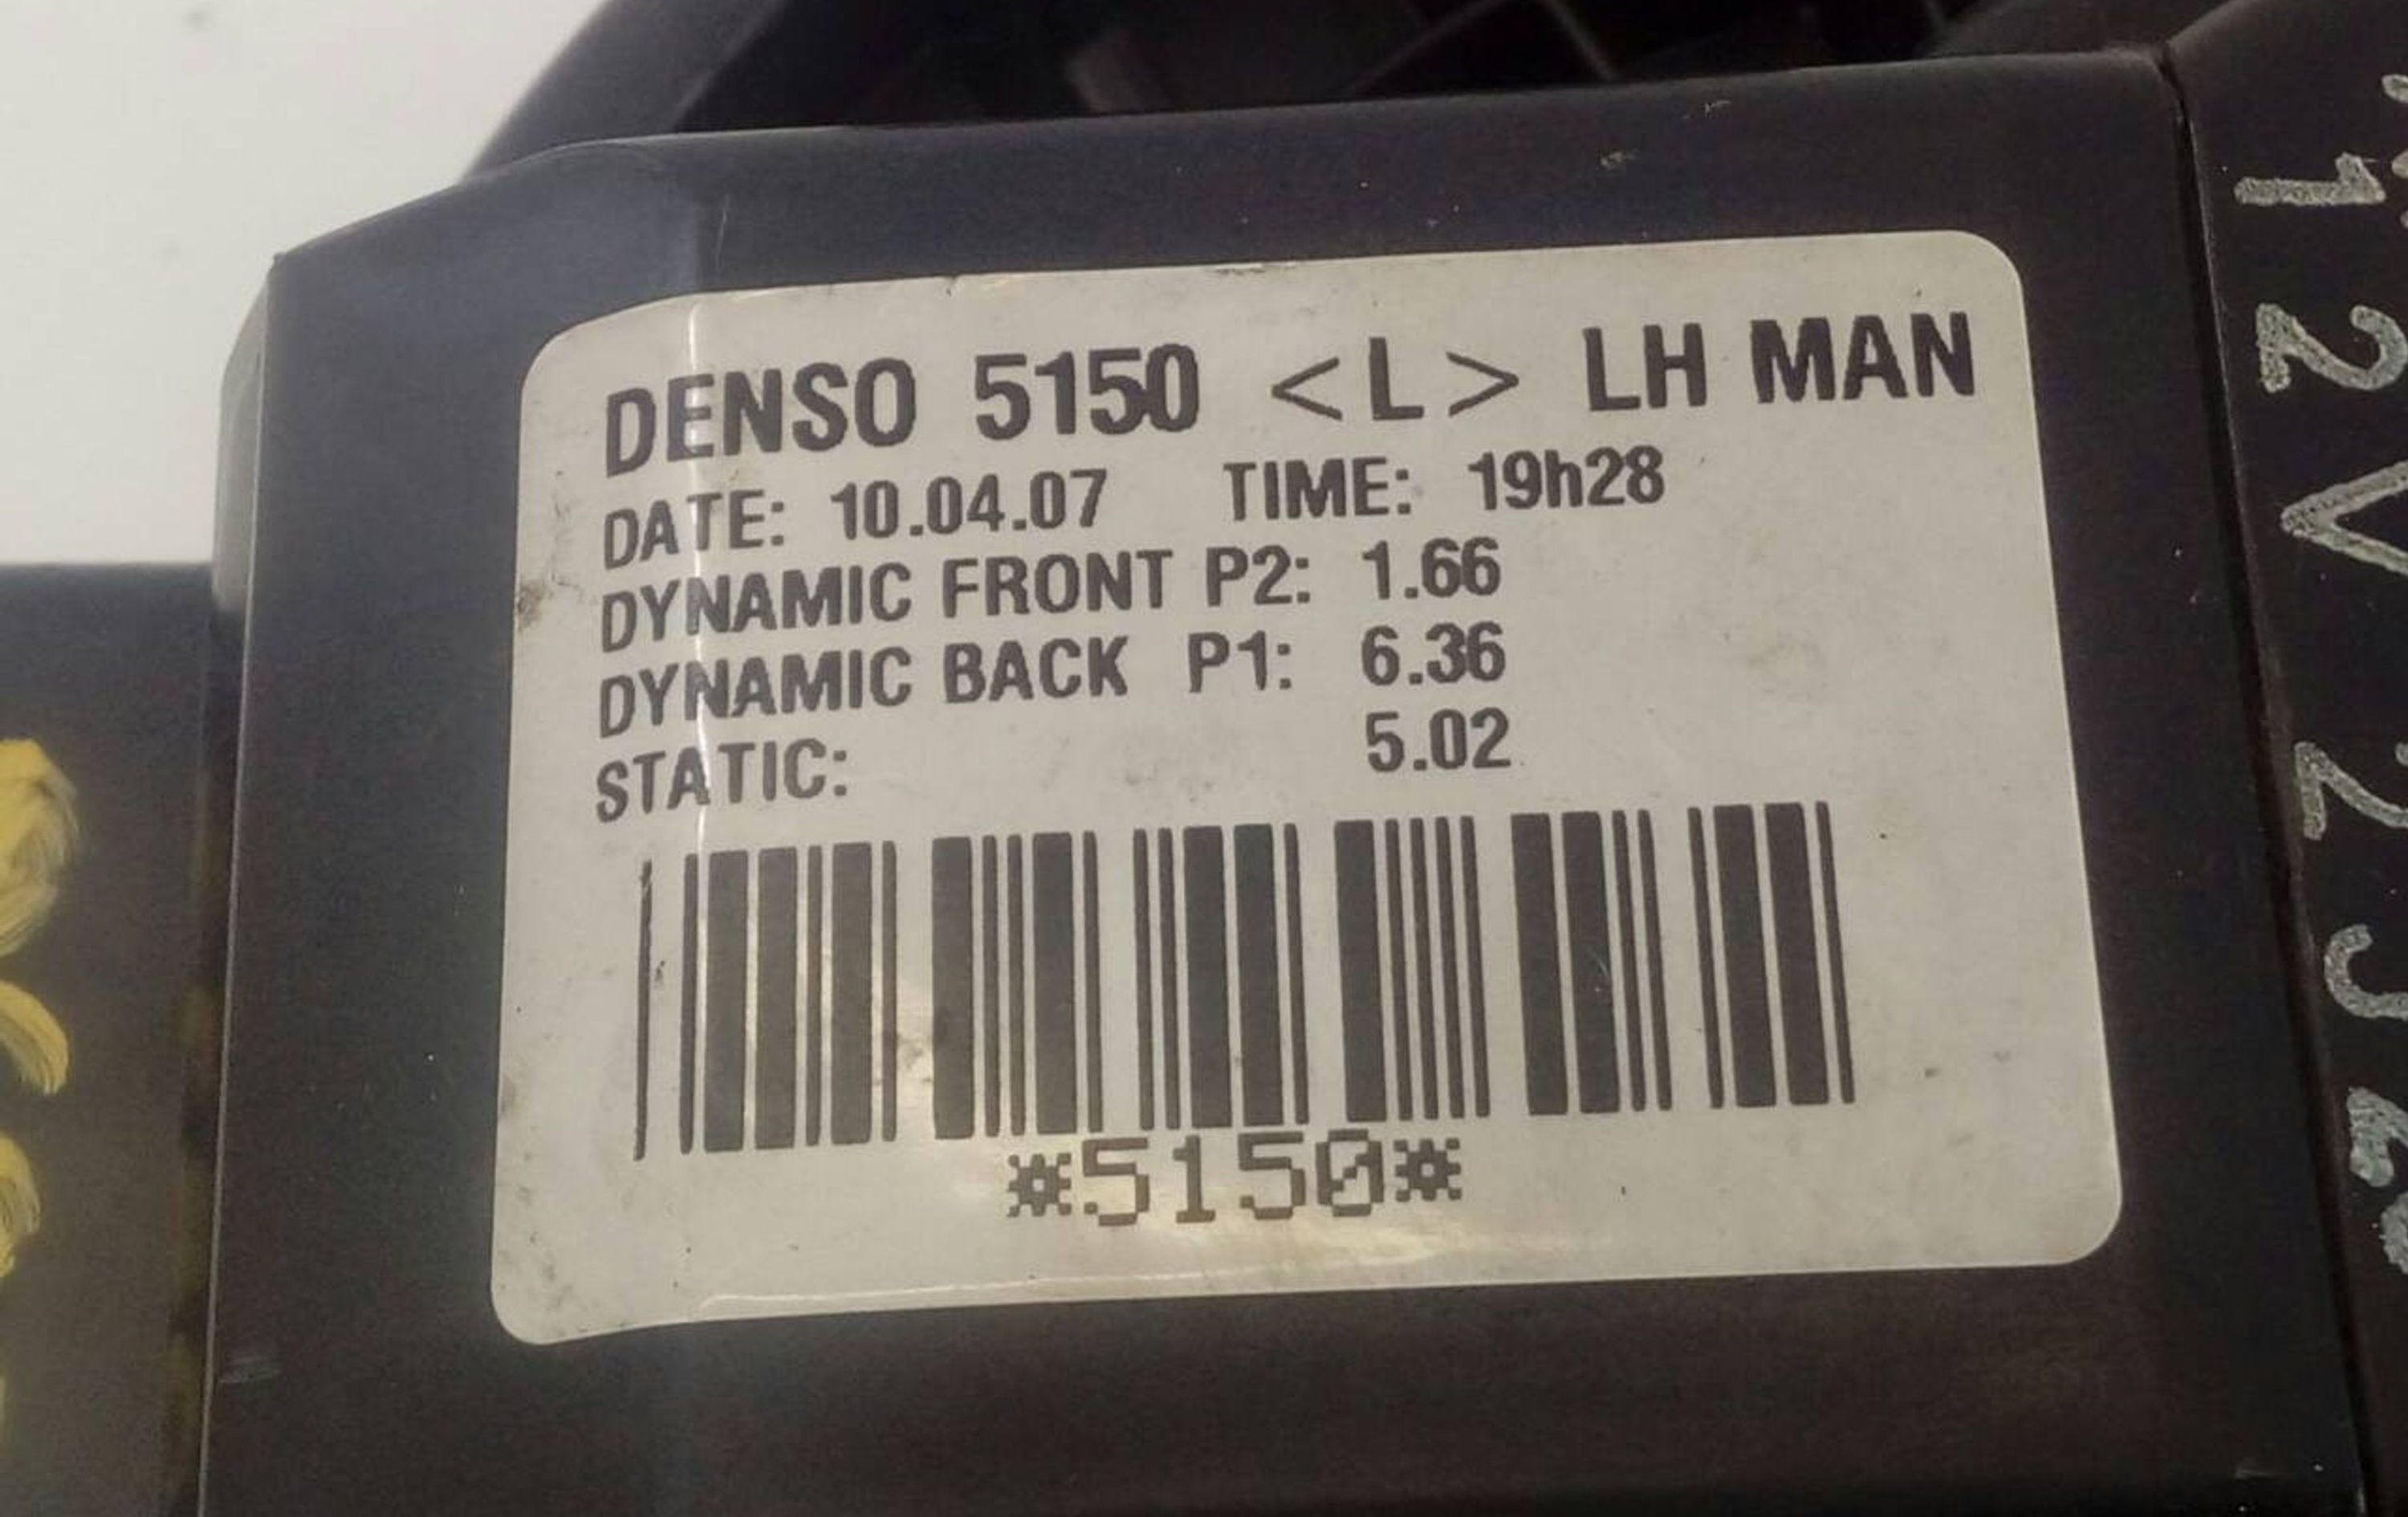 DENSO 5150 <L> LH MAN
DATE: 10.04.07 TIME: 19h28
DYNAMIC FRONT P2: 1.66
DYNAMIC BACK P1: 6.36
STATIC: 5.02
*5150*